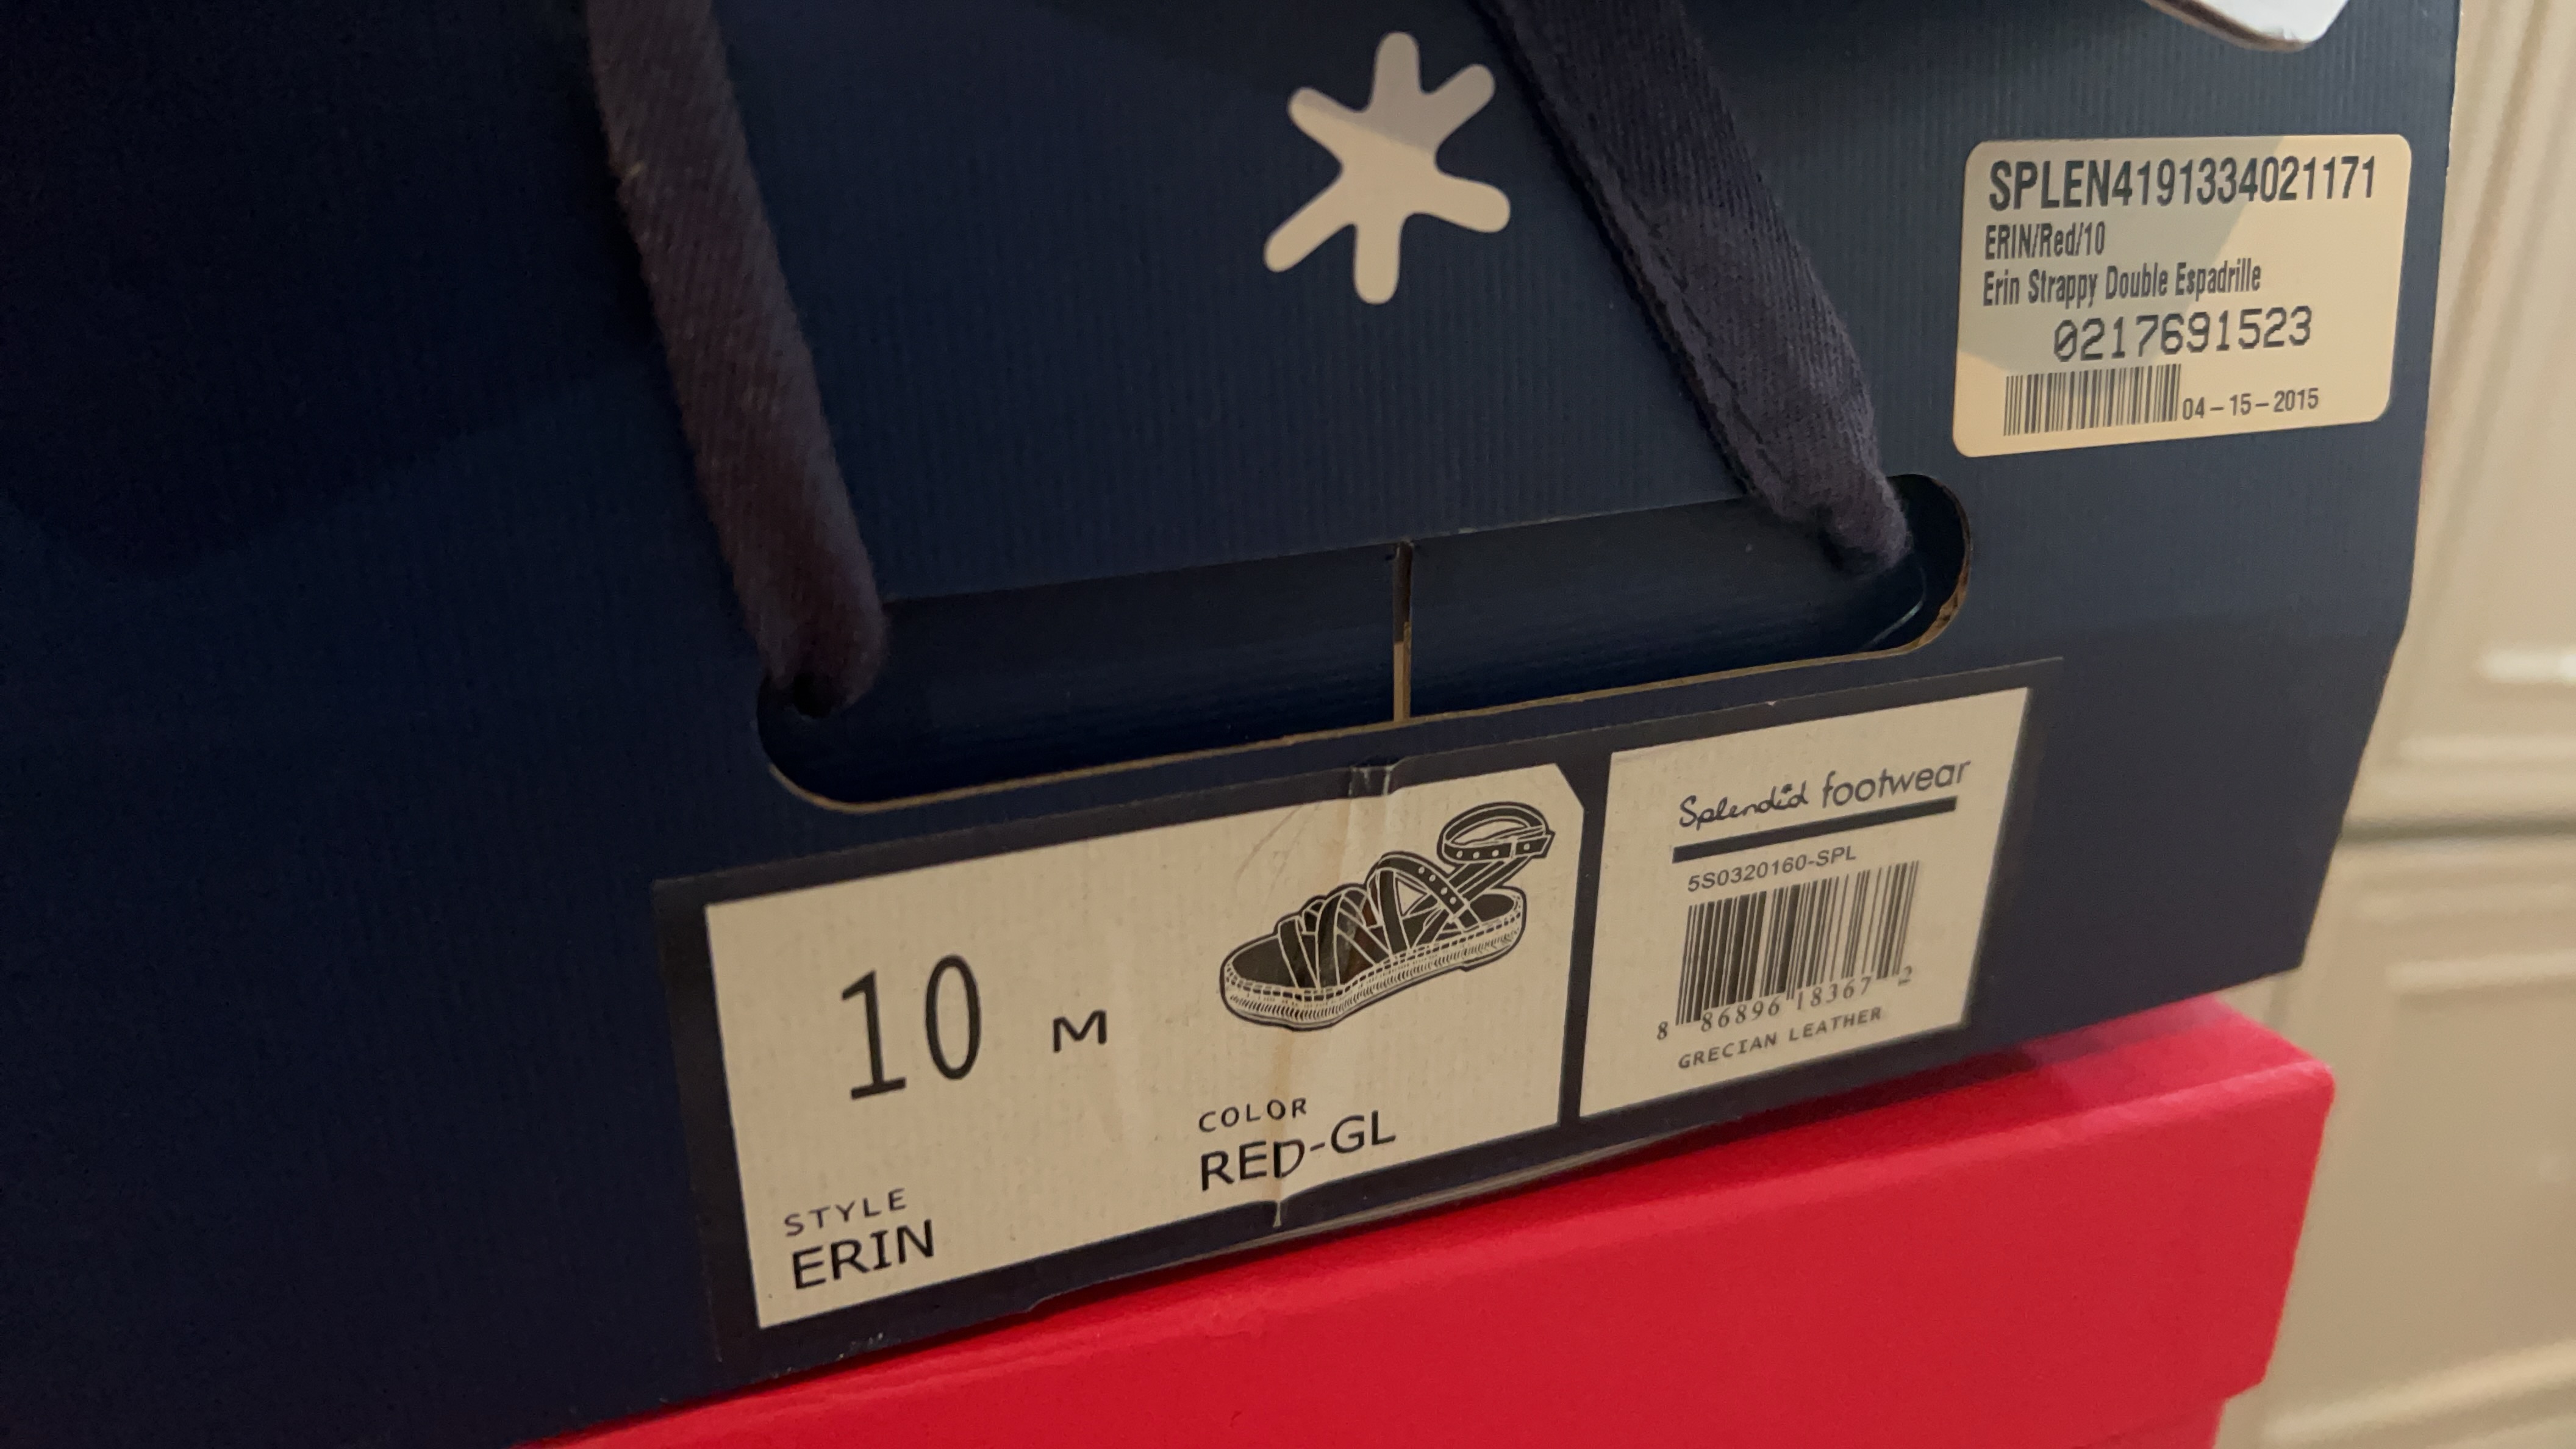 SPLEN4191334021171
ERIN/Red/10
Erin Strappy Double Espadrille
0217691523
04-15-2015
10 M
COLOR
RED-GL
STYLE
ERIN
Splendid footwear
5S0320160-SPL
8 86896 18367 2
GRECIAN LEATHER